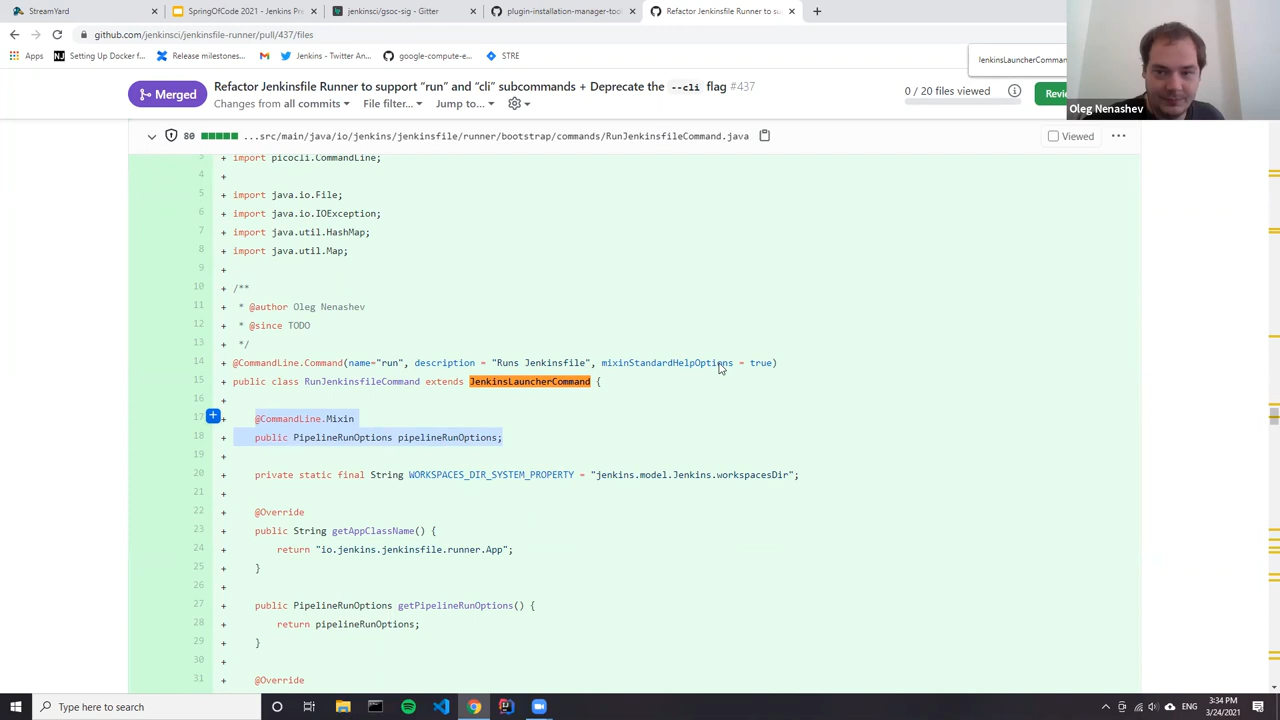 StreamYard
SpringOfCode 2021 - Jenkins Pre
jenkinsci/gsoc-sig - Gitter
plugin-installation-manager-tool
Refactor Jenkinsfile Runner to su
github.com/jenkinsci/jenkinsfile-runner/pull/437/files
Apps
Setting Up Docker f...
Release milestones...
Jenkins - Twitter An...
google-compute-e...
STRE
JenkinsLauncherComman
Merged
Refactor Jenkinsfile Runner to support “run” and “cli” subcommands + Deprecate the --cli flag #437
Changes from all commits
File filter...
Jump to...
0 / 20 files viewed
Revie
Oleg Nenashev
80 ...src/main/java/io/jenkins/jenkinsfile/runner/bootstrap/commands/RunJenkinsfileCommand.java
Viewed
3 + import picocli.CommandLine;
4 +
5 + import java.io.File;
6 + import java.io.IOException;
7 + import java.util.HashMap;
8 + import java.util.Map;
9 +
10 + /**
11 + * @author Oleg Nenashev
12 + * @since TODO
13 + */
14 + @CommandLine.Command(name="run", description = "Runs Jenkinsfile", mixinStandardHelpOptions = true)
15 + public class RunJenkinsfileCommand extends JenkinsLauncherCommand {
16 +
17 + @CommandLine.Mixin
18 + public PipelineRunOptions pipelineRunOptions;
19 +
20 + private static final String WORKSPACES_DIR_SYSTEM_PROPERTY = "jenkins.model.Jenkins.workspacesDir";
21 +
22 + @Override
23 + public String getAppClassName() {
24 + return "io.jenkins.jenkinsfile.runner.App";
25 + }
26 +
27 + public PipelineRunOptions getPipelineRunOptions() {
28 + return pipelineRunOptions;
29 + }
30 +
31 + @Override
Type here to search
ENG
3:34 PM
3/24/2021